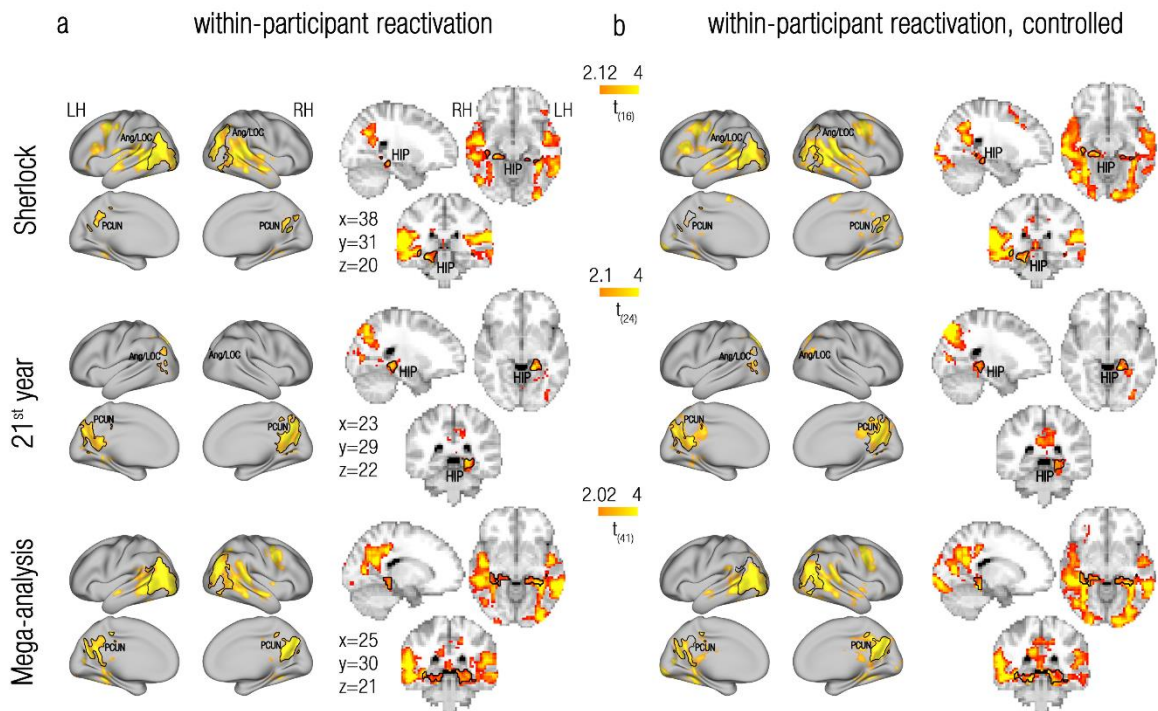 a within-participant reactivation
b within-participant reactivation, controlled
Sherlock
LH RH
Ang/LOC Ang/LOC
PCUN PCUN
RH LH
HIP HIP
x=38
y=31
z=20
HIP
2.12 4
t(16)
Ang/LOC Ang/LOC
PCUN PCUN
HIP HIP
HIP
21st year
Ang/LOC Ang/LOC
PCUN PCUN
HIP HIP
x=23
y=29
z=22
HIP
2.1 4
t(24)
Ang/LOC Ang/LOC
PCUN PCUN
HIP HIP
HIP
Mega-analysis
PCUN PCUN
x=25
y=30
z=21
2.02 4
t(41)
PCUN PCUN